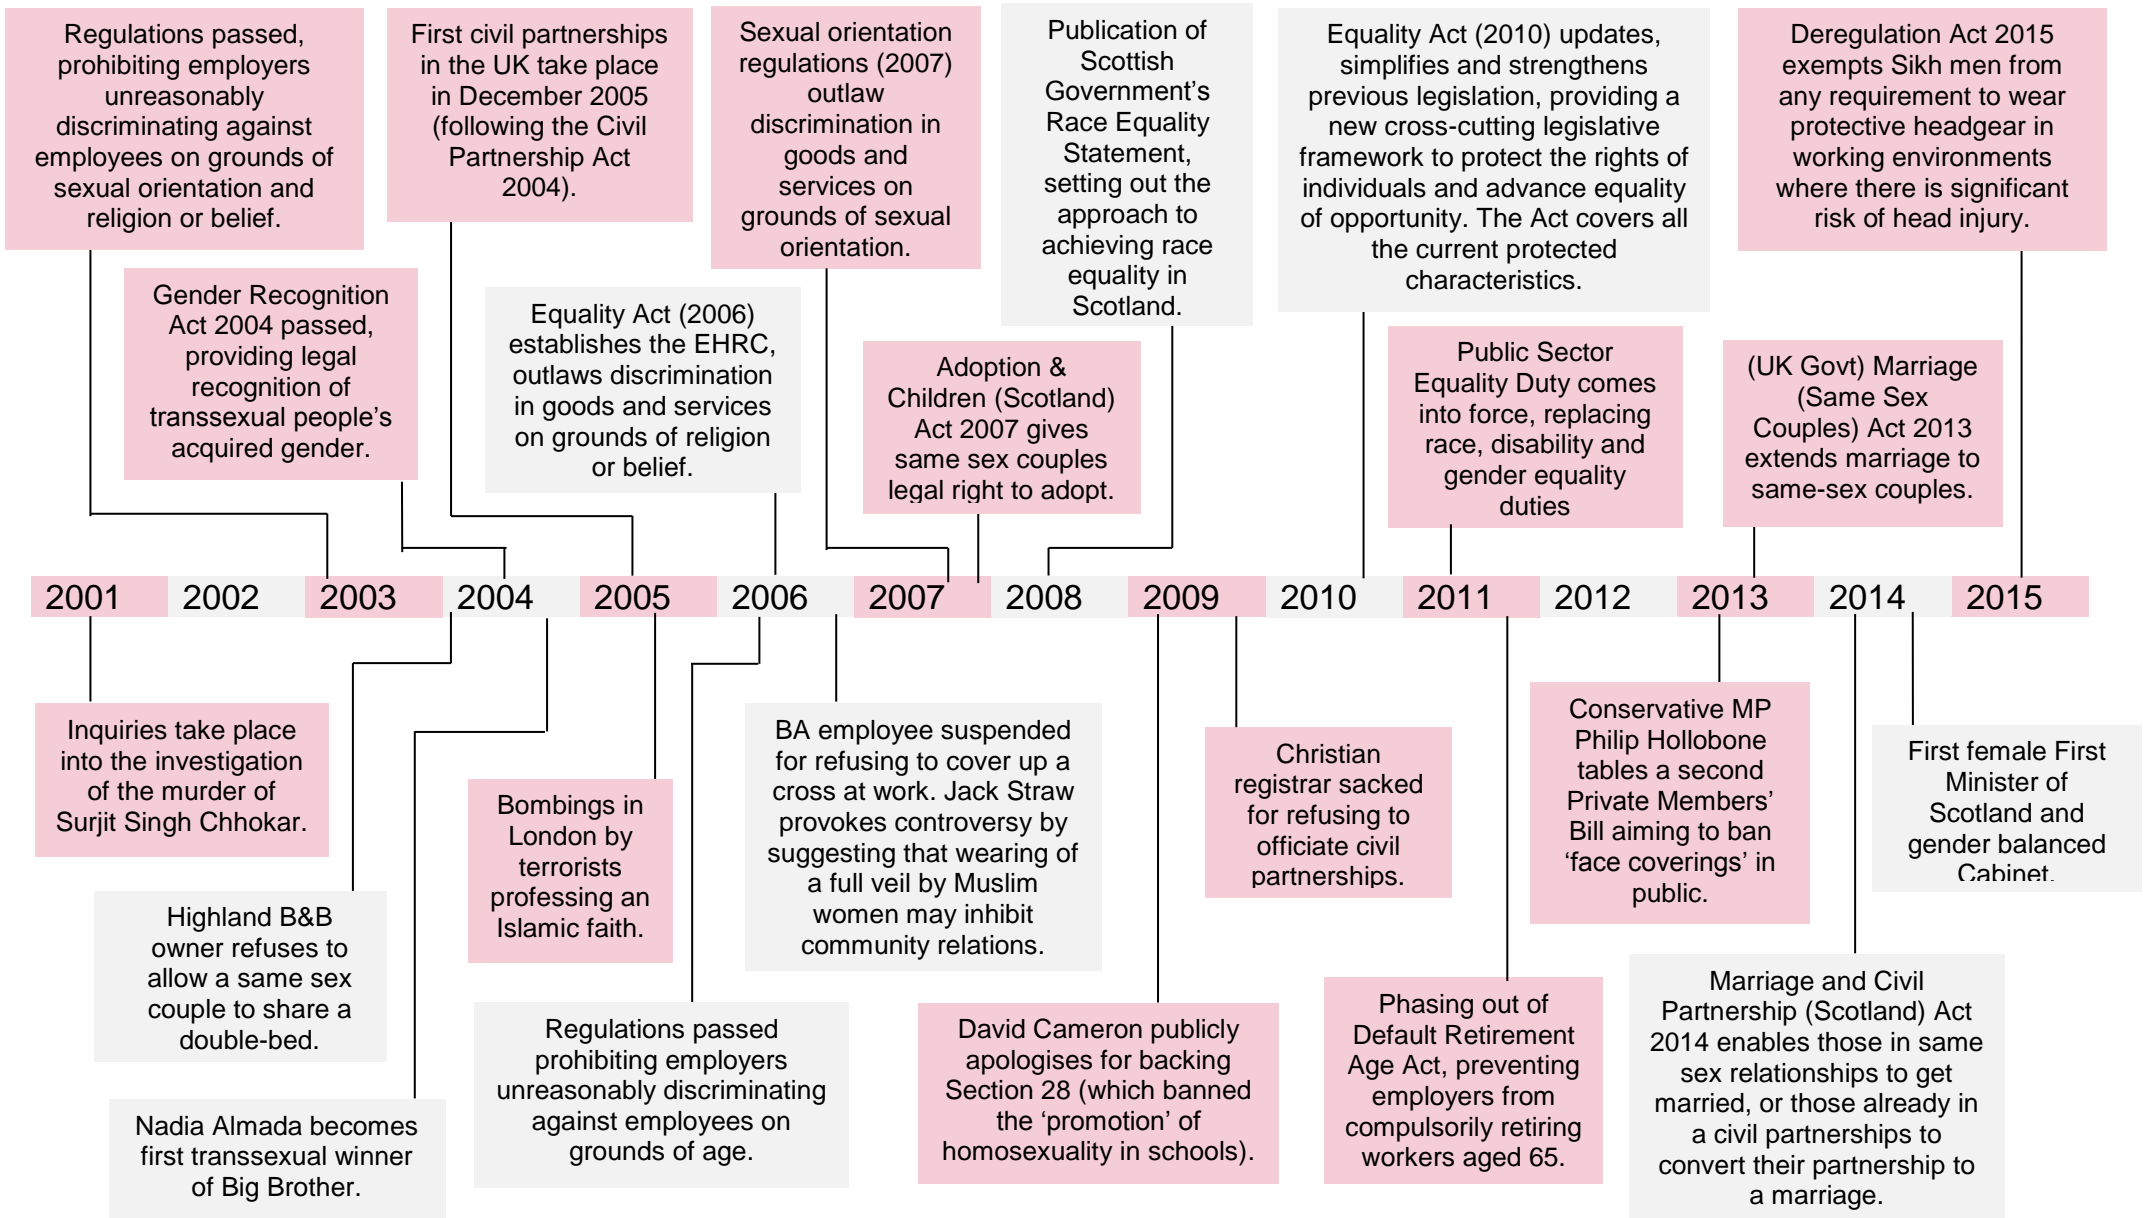 Regulations passed,
prohibiting employers
unreasonably
discriminating against
employees on grounds of
sexual orientation and
religion or belief.
First civil partnerships
in the UK take place
in December 2005
(following the Civil
Partnership Act
2004).
Sexual orientation
regulations (2007)
outlaw
discrimination in
goods and
services on
grounds of sexual
orientation.
Publication of
Scottish
Government’s
Race Equality
Statement,
setting out the
approach to
achieving race
equality in
Scotland.
Equality Act (2010) updates,
simplifies and strengthens
previous legislation, providing a
new cross-cutting legislative
framework to protect the rights of
individuals and advance equality
of opportunity. The Act covers all
the current protected
characteristics.
Deregulation Act 2015
exempts Sikh men from
any requirement to wear
protective headgear in
working environments
where there is significant
risk of head injury.
Gender Recognition
Act 2004 passed,
providing legal
recognition of
transsexual people’s
acquired gender.
Equality Act (2006)
establishes the EHRC,
outlaws discrimination
in goods and services
on grounds of religion
or belief.
Adoption &
Children (Scotland)
Act 2007 gives
same sex couples
legal right to adopt.
Public Sector
Equality Duty comes
into force, replacing
race, disability and
gender equality
duties
(UK Govt) Marriage
(Same Sex
Couples) Act 2013
extends marriage to
same-sex couples.
2001 2002 2003 2004 2005 2006 2007 2008 2009 2010 2011 2012 2013 2014 2015
Inquiries take place
into the investigation
of the murder of
Surjit Singh Chhokar.
Highland B&B
owner refuses to
allow a same sex
couple to share a
double-bed.
Nadia Almada becomes
first transsexual winner
of Big Brother.
Bombings in
London by
terrorists
professing an
Islamic faith.
Regulations passed
prohibiting employers
unreasonably discriminating
against employees on
grounds of age.
BA employee suspended
for refusing to cover up a
cross at work. Jack Straw
provokes controversy by
suggesting that wearing of
a full veil by Muslim
women may inhibit
community relations.
David Cameron publicly
apologises for backing
Section 28 (which banned
the ‘promotion’ of
homosexuality in schools).
Christian
registrar sacked
for refusing to
officiate civil
partnerships.
Phasing out of
Default Retirement
Age Act, preventing
employers from
compulsorily retiring
workers aged 65.
Conservative MP
Philip Hollobone
tables a second
Private Members’
Bill aiming to ban
‘face coverings’ in
public.
Marriage and Civil
Partnership (Scotland) Act
2014 enables those in same
sex relationships to get
married, or those already in
a civil partnerships to
convert their partnership to
a marriage.
First female First
Minister of
Scotland and
gender balanced
Cabinet.